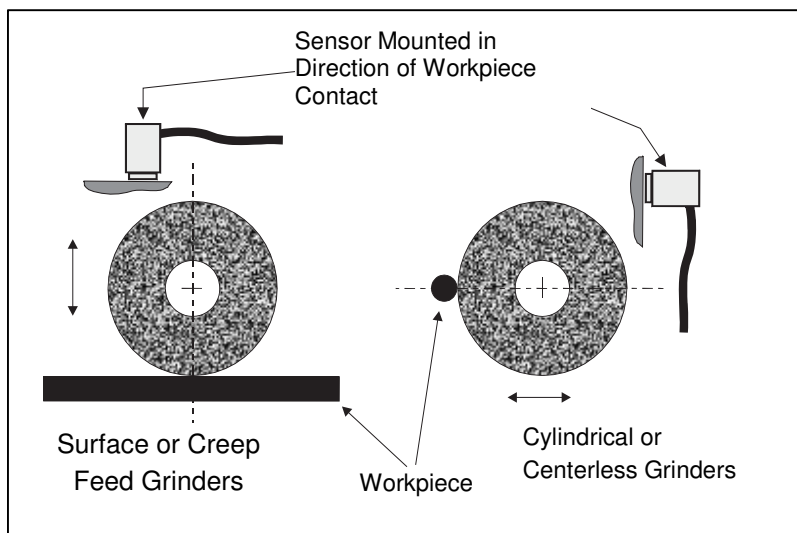 Sensor Mounted in
Direction of Workpiece
Contact
Surface or Creep
Feed Grinders
Workpiece
Cylindrical or
Centerless Grinders